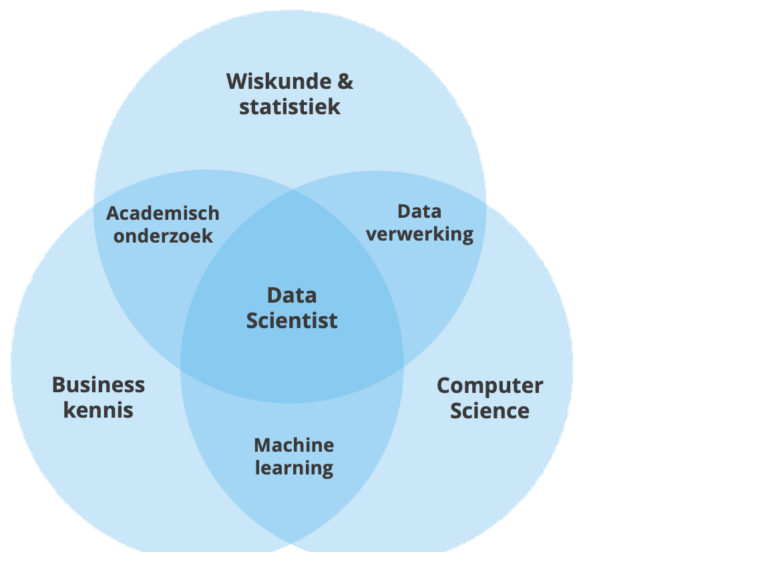 Wiskunde &
statistiek
Academisch
onderzoek
Data
verwerking
Data
Scientist
Business
kennis
Computer
Science
Machine
learning